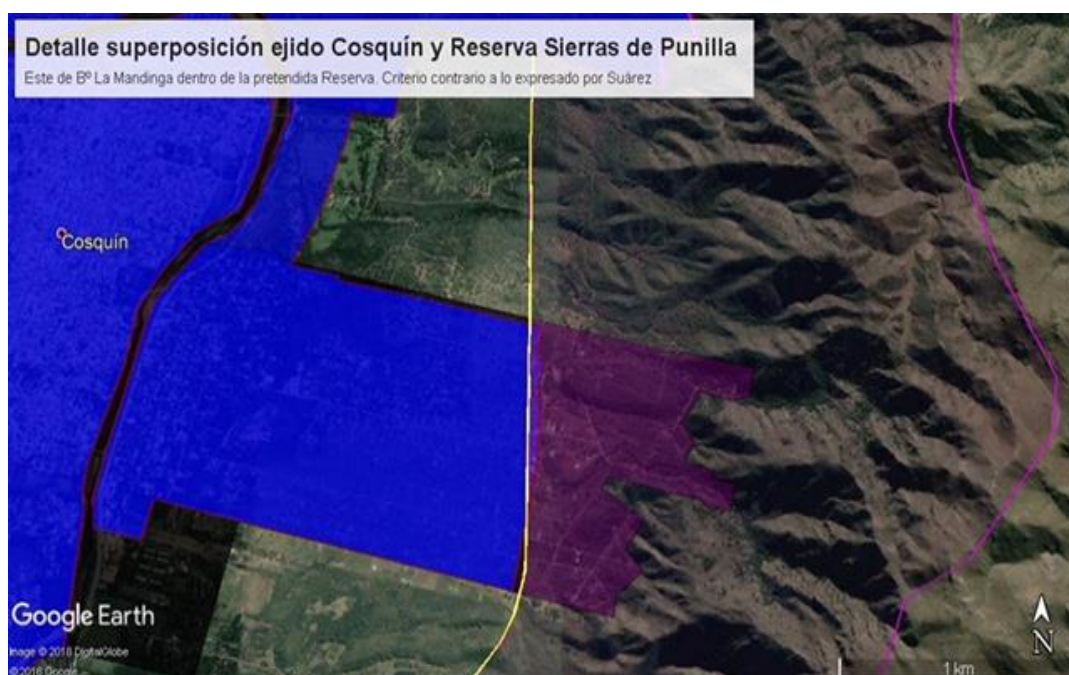 Detalle superposición ejido Cosquín y Reserva Sierras de Punilla
Este de Bº La Mandinga dentro de la pretendida Reserva. Criterio contrario a lo expresado por Suárez
Cosquín
Google Earth
Image © 2018 DigitalGlobe
© 2018 Google
N
1 km